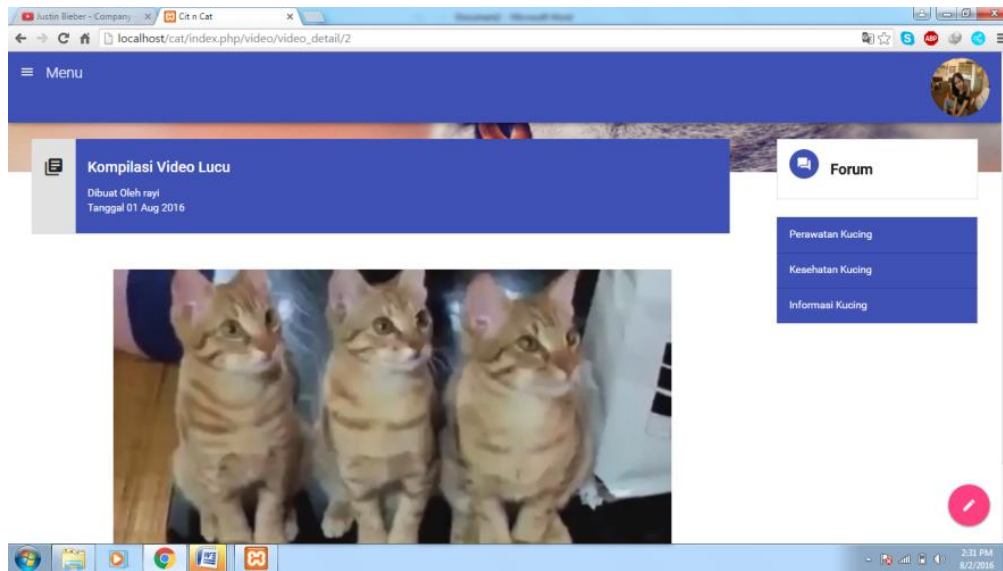 Justin Bieber - Company
Cit n Cat
localhost/cat/index.php/video/video_detail/2
Menu
Kompilasi Video Lucu
Dibuat Oleh rayi
Tanggal 01 Aug 2016
Forum
Perawatan Kucing
Kesehatan Kucing
Informasi Kucing
2:31 PM
8/2/2016